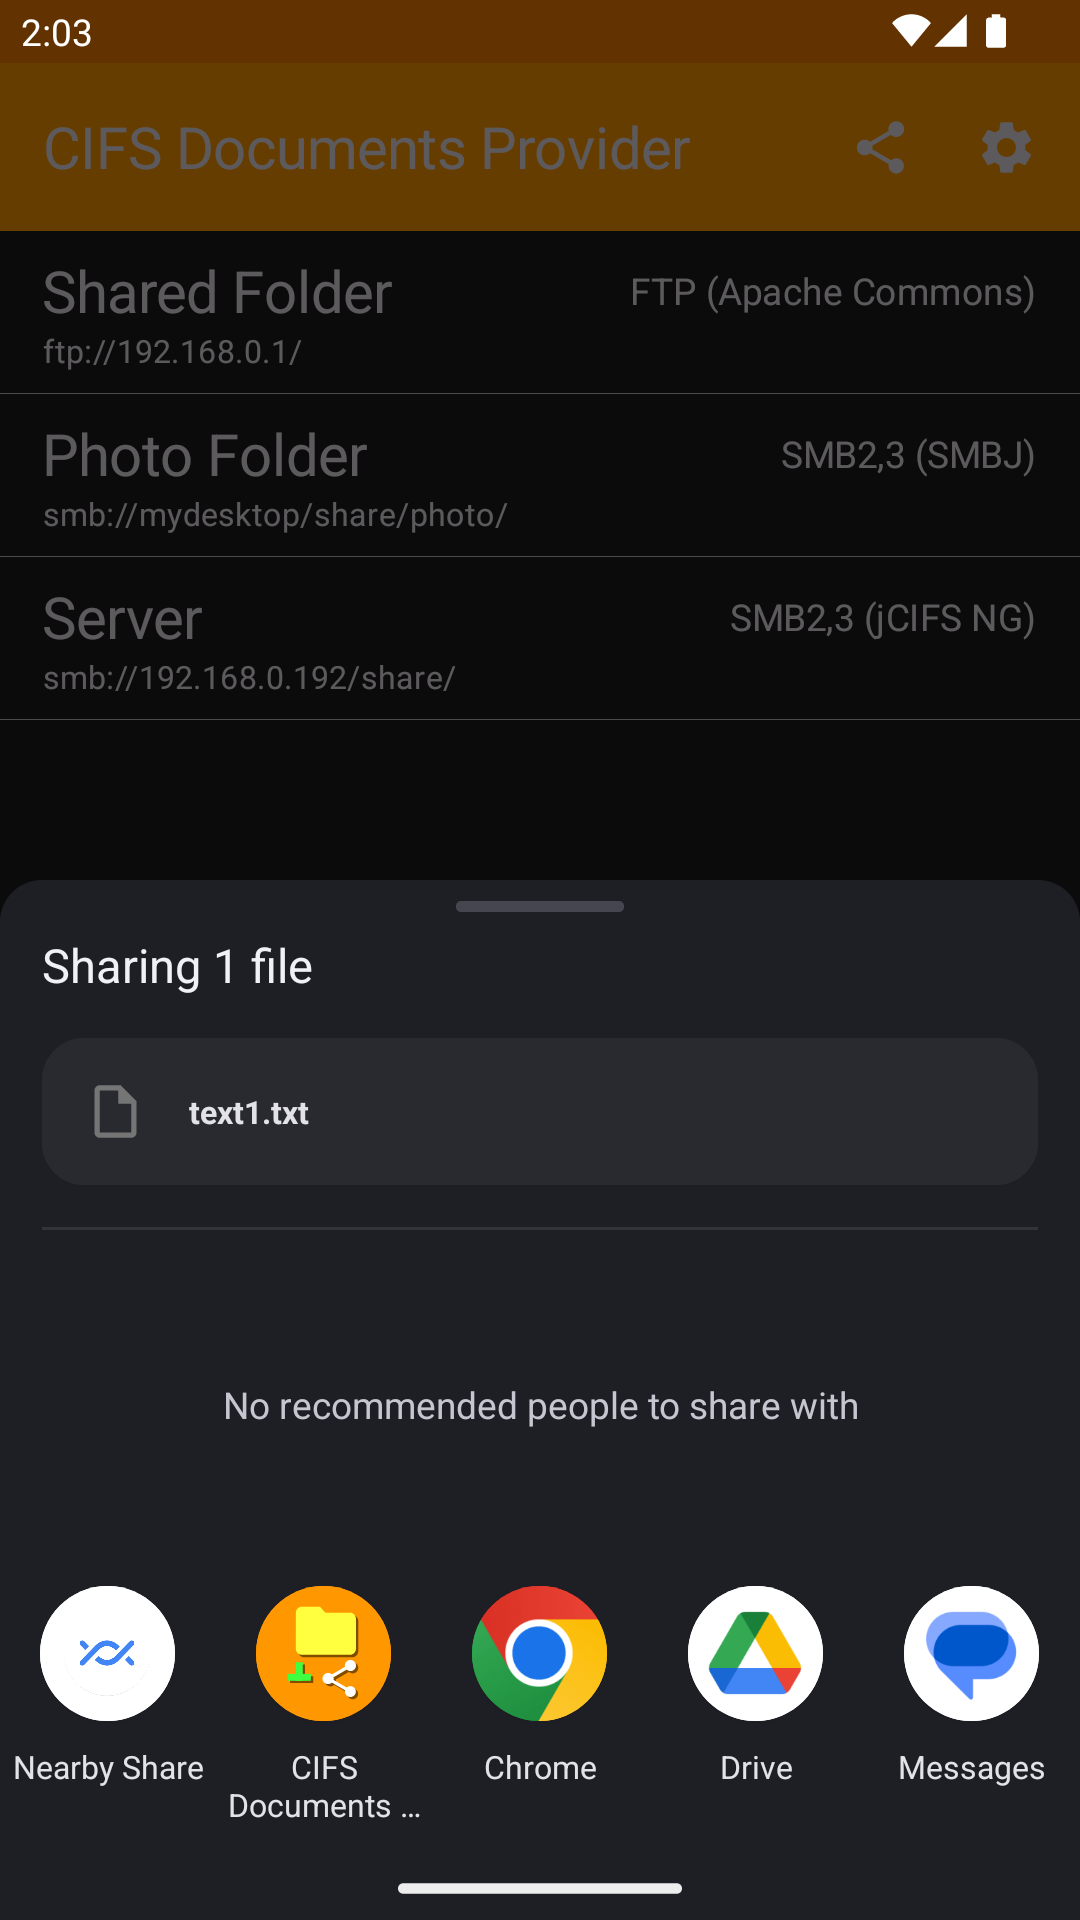 2:03
CIFS Documents Provider
Shared Folder
FTP (Apache Commons)
ftp://192.168.0.1/
Photo Folder
SMB2,3 (SMBJ)
smb://mydesktop/share/photo/
Server
SMB2,3 (jCIFS NG)
smb://192.168.0.192/share/
Sharing 1 file
text1.txt
No recommended people to share with
Nearby Share
CIFS
Documents ...
Chrome
Drive
Messages